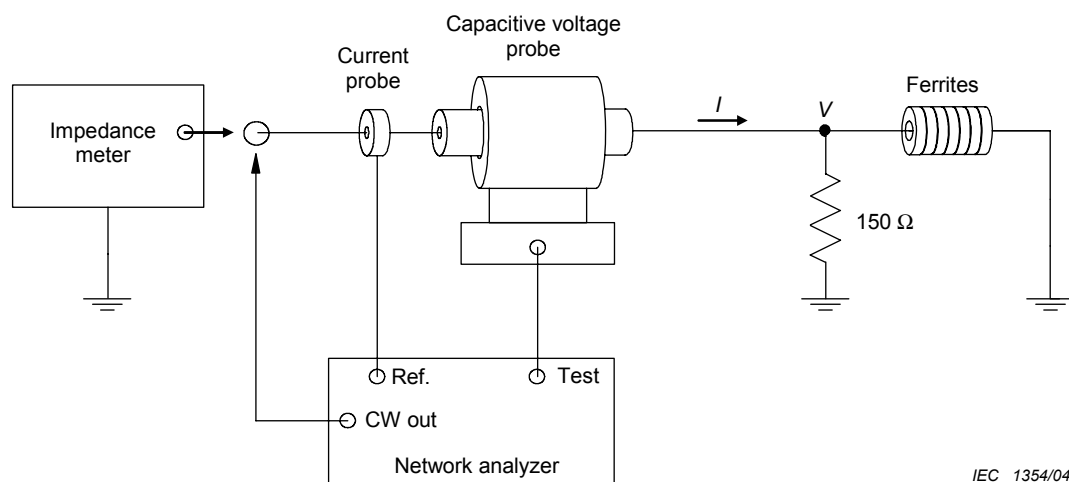 Capacitive voltage
probe
Current
probe
Ferrites
Impedance
meter
I
V
150 Ω
Ref.
Test
CW out
Network analyzer
IEC 1354/04